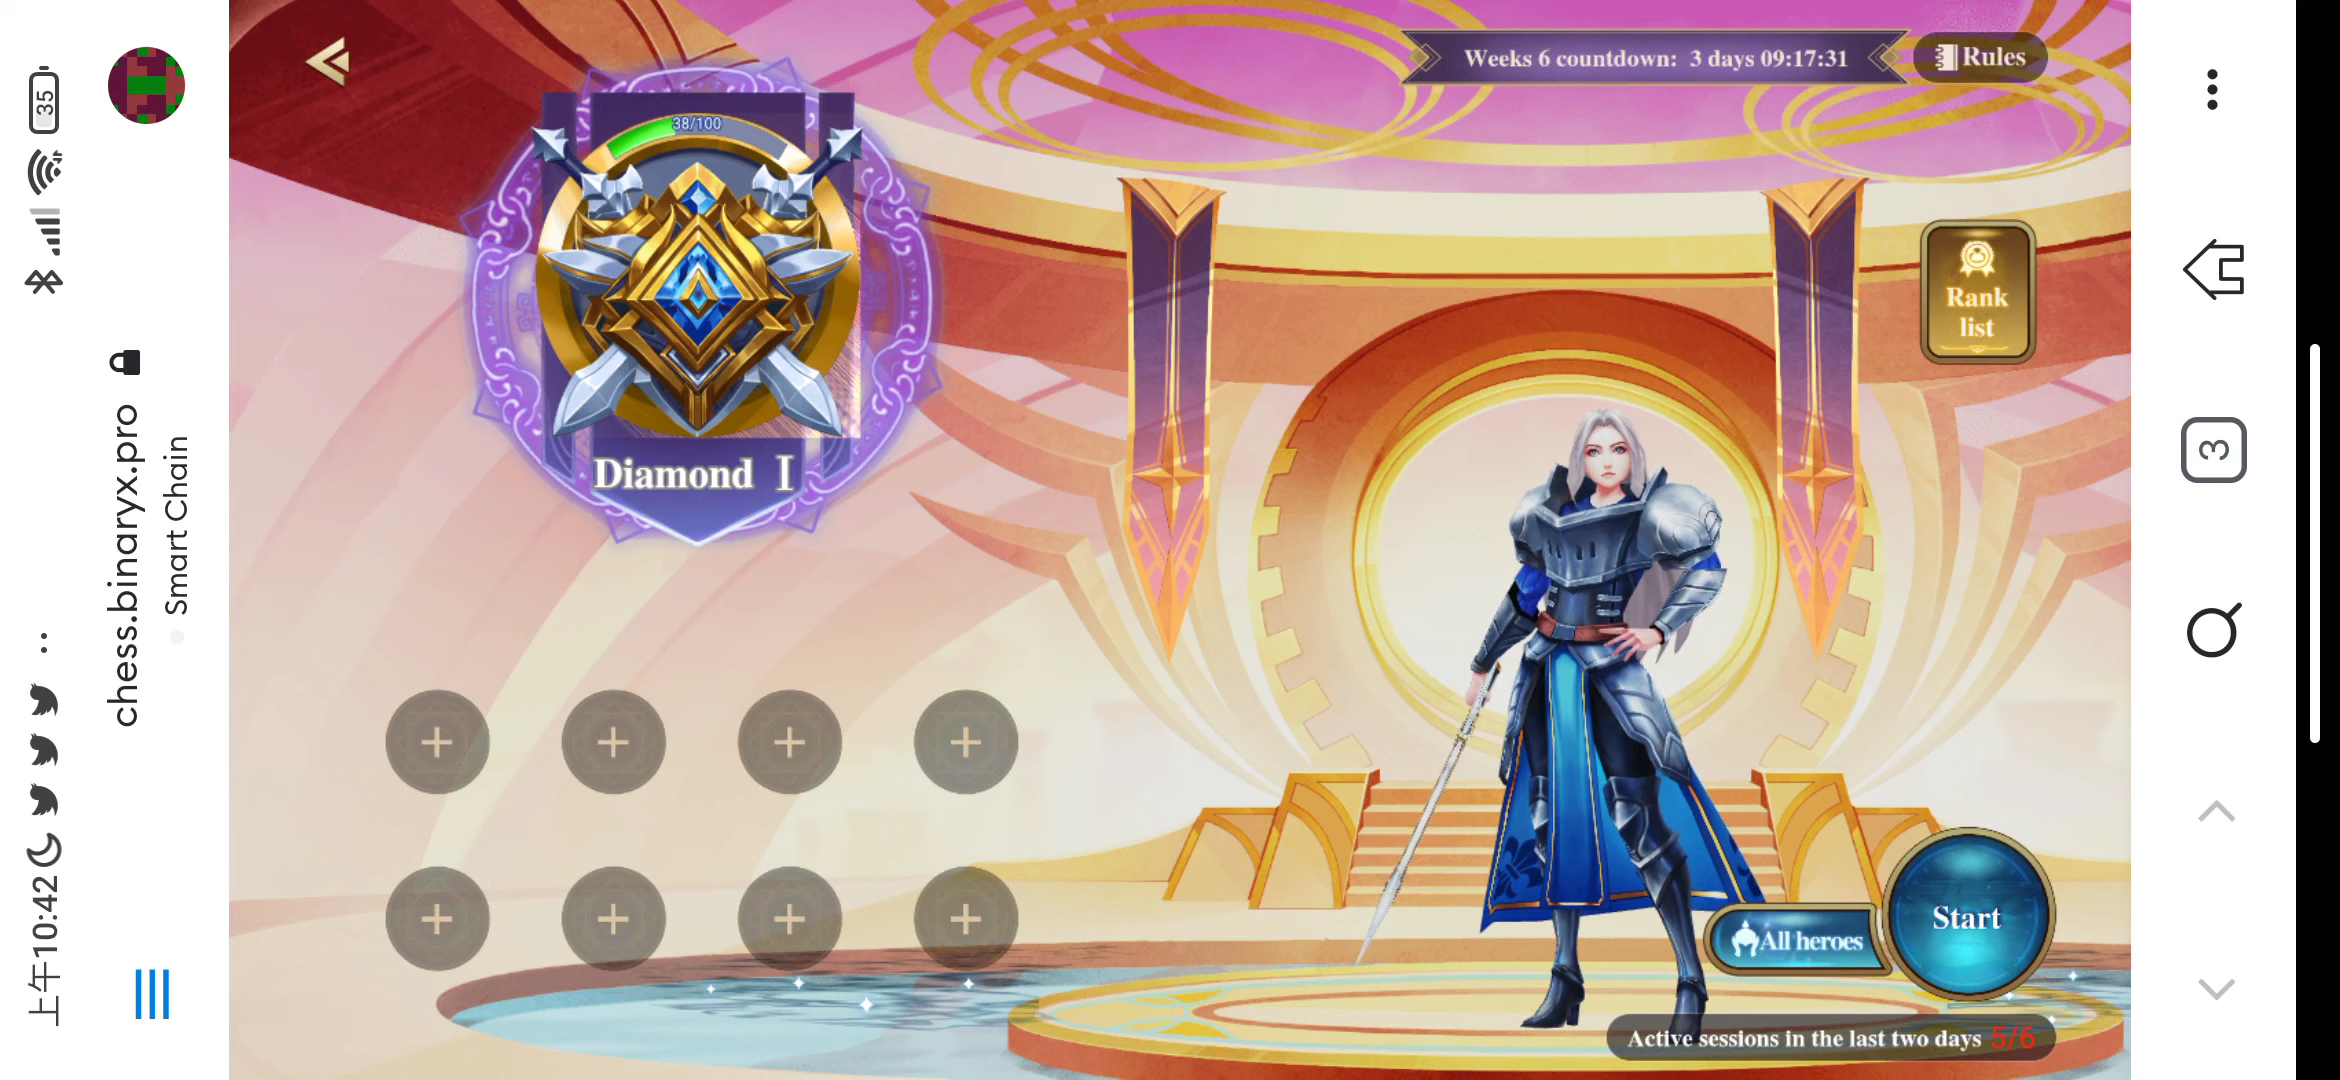 35
上午10:42
chess.binaryx.pro
Smart Chain
38/100
Diamond I
Weeks 6 countdown: 3 days 09:17:31
Rules
Rank
list
All heroes
Start
Active sessions in the last two days 5/6
3